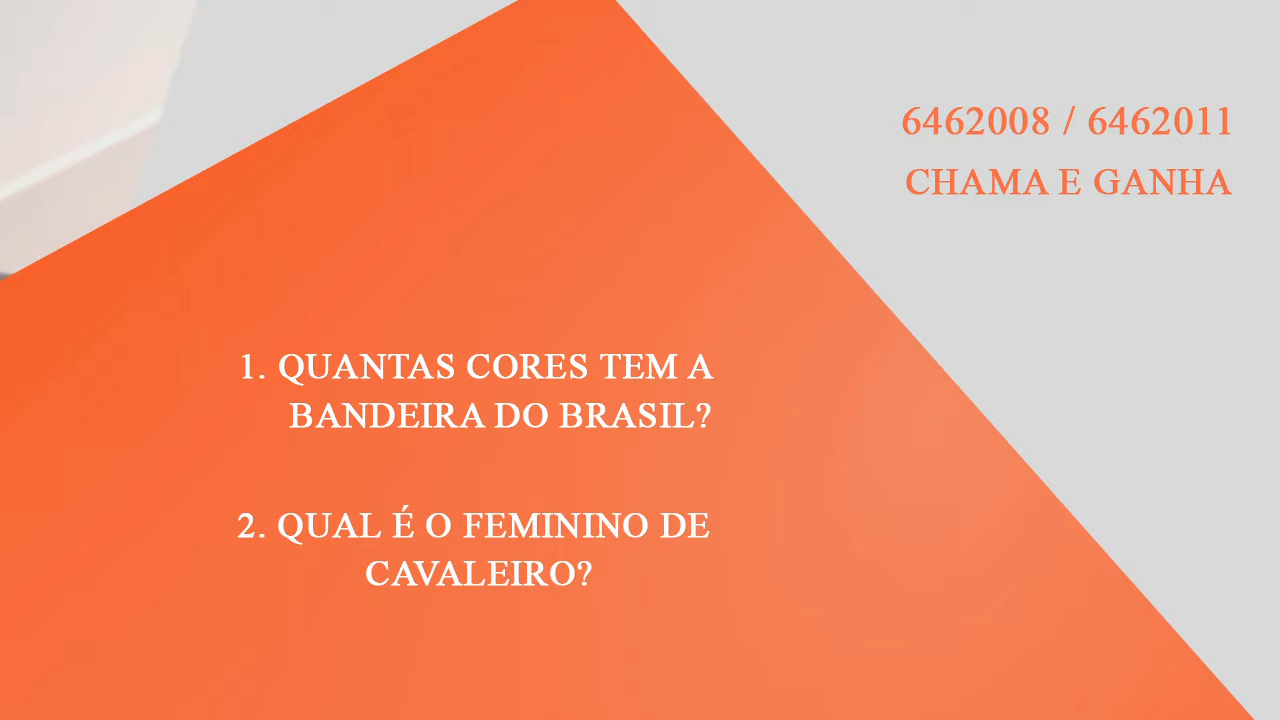 6462008 / 6462011
CHAMA E GANHA
1. QUANTAS CORES TEM A
BANDEIRA DO BRASIL?
2. QUAL É O FEMININO DE
CAVALEIRO?